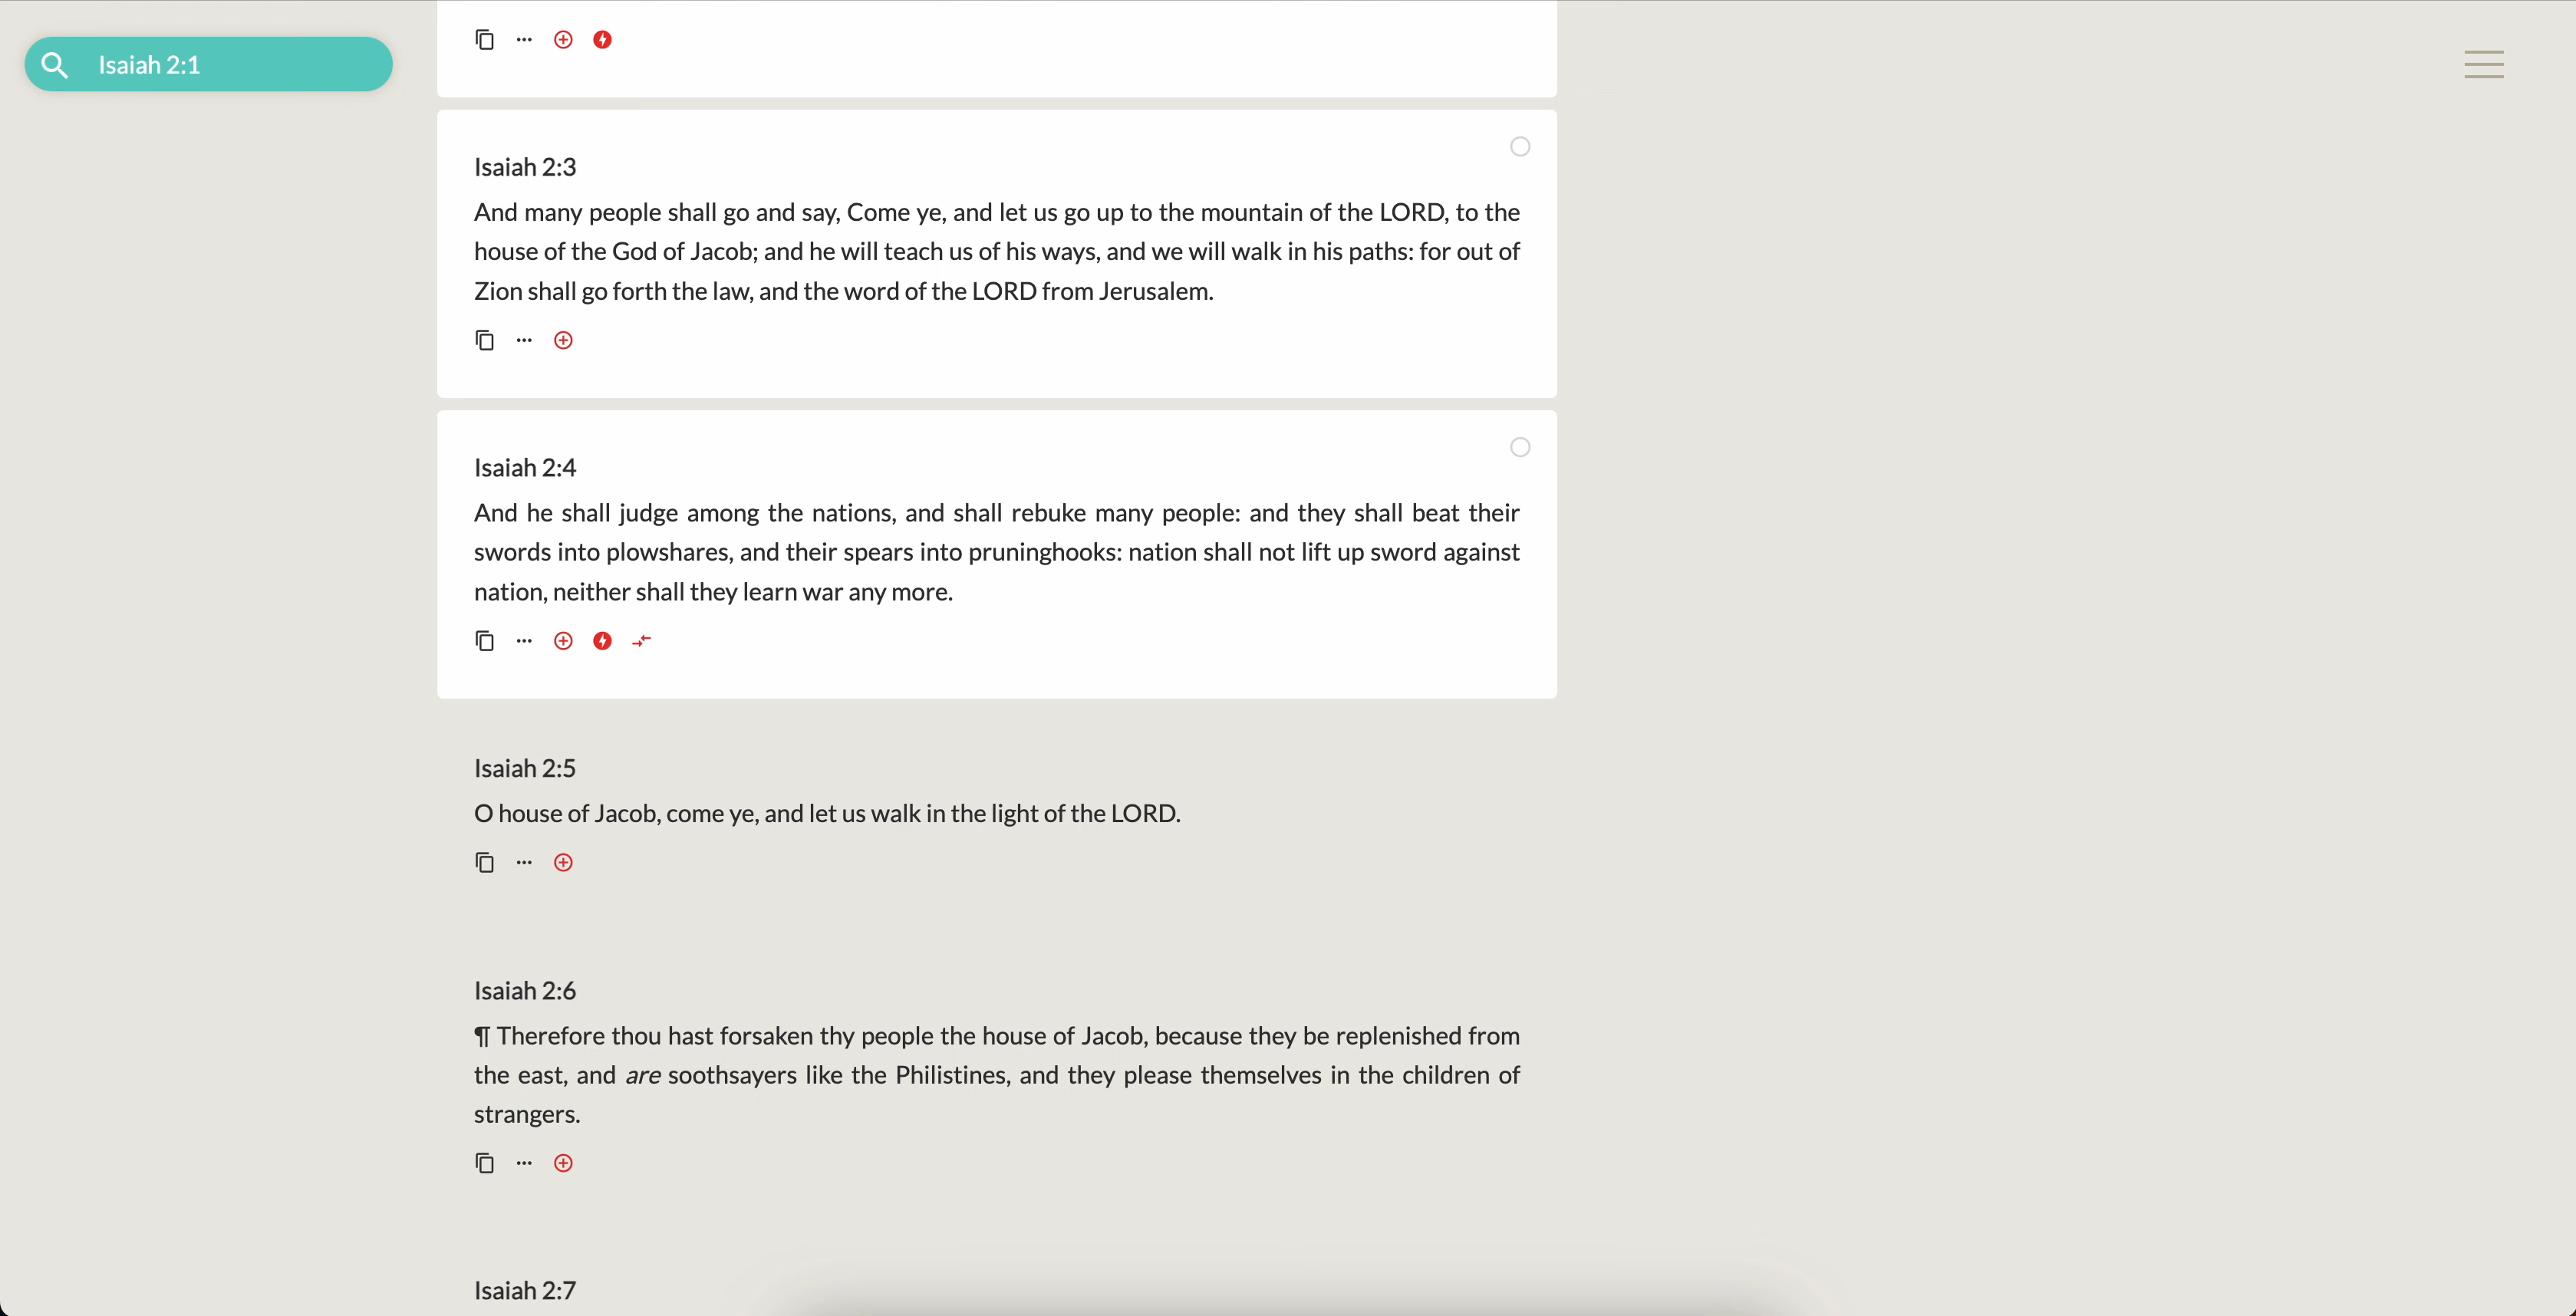 Isaiah 2:1
Isaiah 2:3
And many people shall go and say, Come ye, and let us go up to the mountain of the LORD, to the
house of the God of Jacob; and he will teach us of his ways, and we will walk in his paths: for out of
Zion shall go forth the law, and the word of the LORD from Jerusalem.
Isaiah 2:4
And he shall judge among the nations, and shall rebuke many people: and they shall beat their
swords into plowshares, and their spears into pruninghooks: nation shall not lift up sword against
nation, neither shall they learn war any more.
Isaiah 2:5
O house of Jacob, come ye, and let us walk in the light of the LORD.
Isaiah 2:6
¶ Therefore thou hast forsaken thy people the house of Jacob, because they be replenished from
the east, and are soothsayers like the Philistines, and they please themselves in the children of
strangers.
Isaiah 2:7